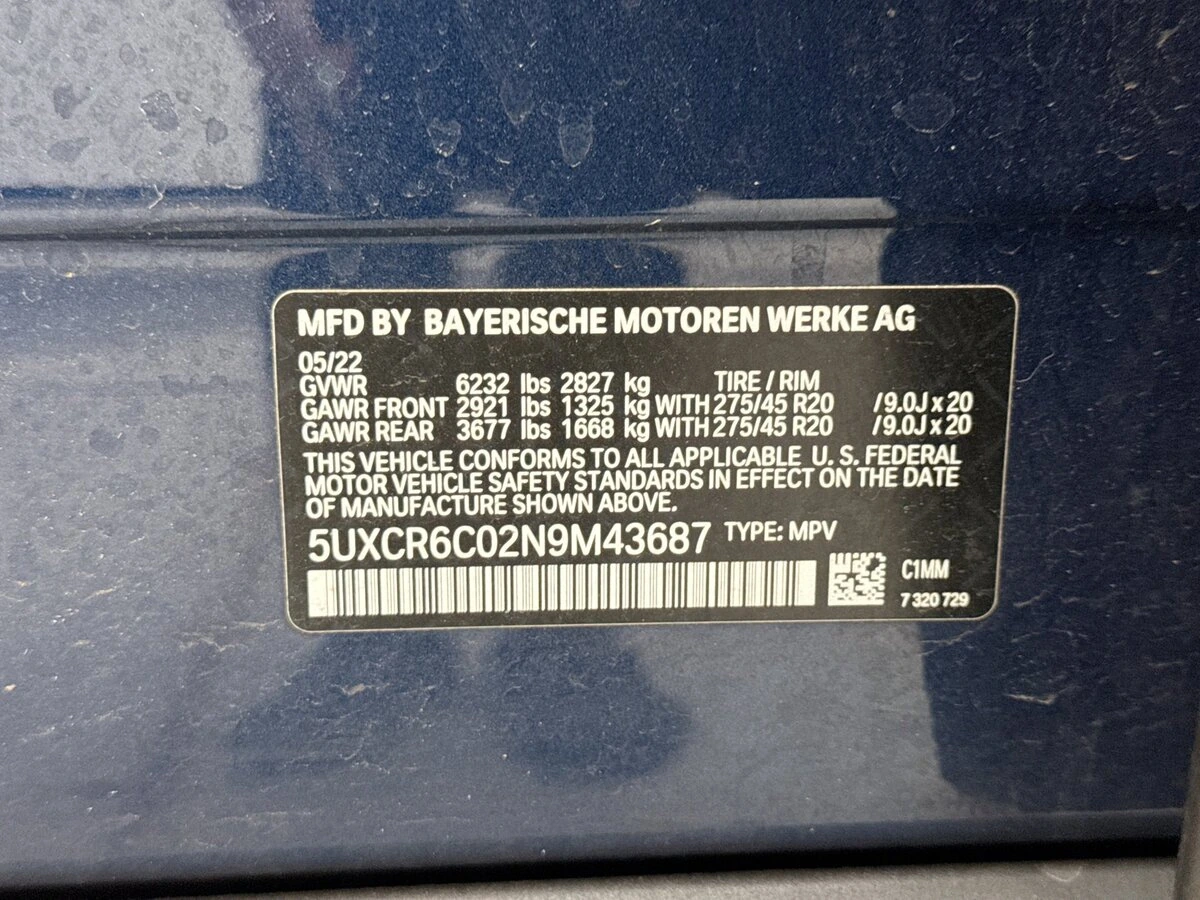 MFD BY BAYERISCHE MOTOREN WERKE AG
05/22
GVWR 6232 lbs 2827 kg TIRE / RIM
GAWR FRONT 2921 lbs 1325 kg WITH 275/45 R20 /9.0J x 20
GAWR REAR 3677 lbs 1668 kg WITH 275/45 R20 /9.0J x 20
THIS VEHICLE CONFORMS TO ALL APPLICABLE U. S. FEDERAL
MOTOR VEHICLE SAFETY STANDARDS IN EFFECT ON THE DATE
OF MANUFACTURE SHOWN ABOVE.
5UXCR6C02N9M43687 TYPE: MPV
C1MM
7 320 729